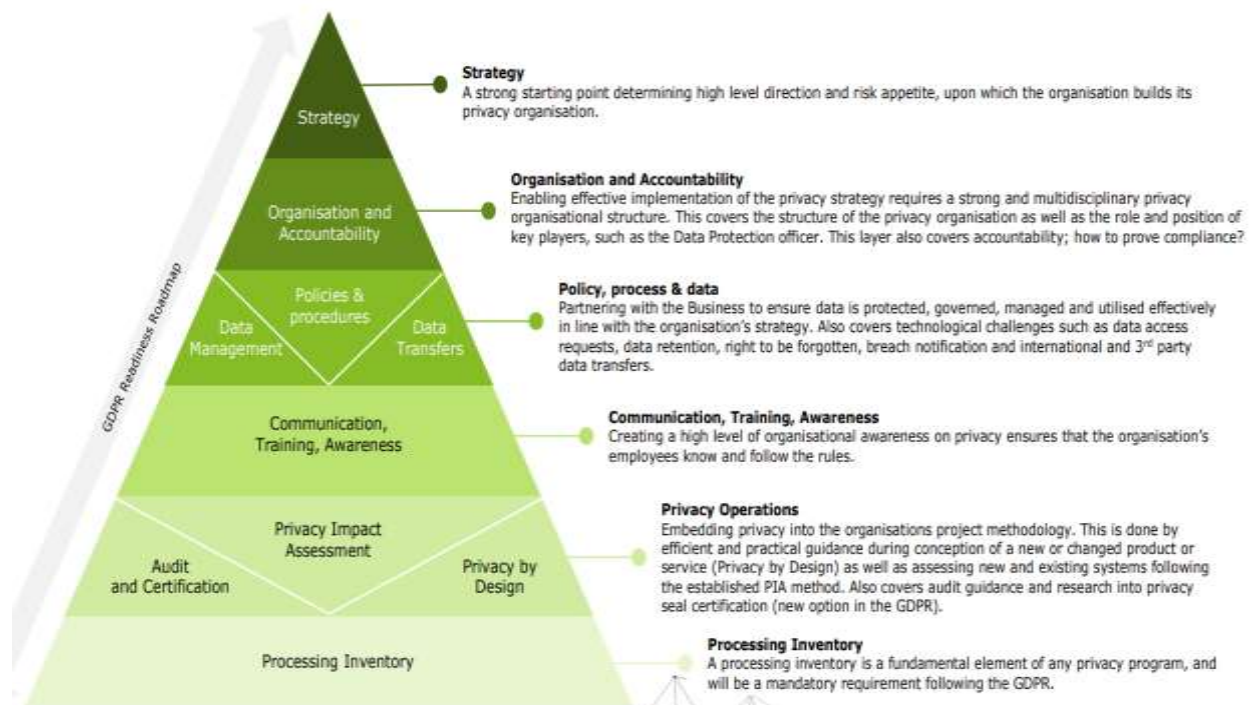 GDPR Readiness Roadmap
Strategy
Strategy
A strong starting point determining high level direction and risk appetite, upon which the organisation builds its
privacy organisation.
Organisation and
Accountability
Organisation and Accountability
Enabling effective implementation of the privacy strategy requires a strong and multidisciplinary privacy
organisational structure. This covers the structure of the privacy organisation as well as the role and position of
key players, such as the Data Protection officer. This layer also covers accountability; how to prove compliance?
Policies &
procedures
Data
Management
Data
Transfers
Policy, process & data
Partnering with the Business to ensure data is protected, governed, managed and utilised effectively
in line with the organisation's strategy. Also covers technological challenges such as data access
requests, data retention, right to be forgotten, breach notification and international and 3rd party
data transfers.
Communication,
Training, Awareness
Communication, Training, Awareness
Creating a high level of organisational awareness on privacy ensures that the organisation's
employees know and follow the rules.
Privacy Impact
Assessment
Audit
and Certification
Privacy by
Design
Privacy Operations
Embedding privacy into the organisations project methodology. This is done by
efficient and practical guidance during conception of a new or changed product or
service (Privacy by Design) as well as assessing new and existing systems following
the established PIA method. Also covers audit guidance and research into privacy
seal certification (new option in the GDPR).
Processing Inventory
Processing Inventory
A processing inventory is a fundamental element of any privacy program, and
will be a mandatory requirement following the GDPR.